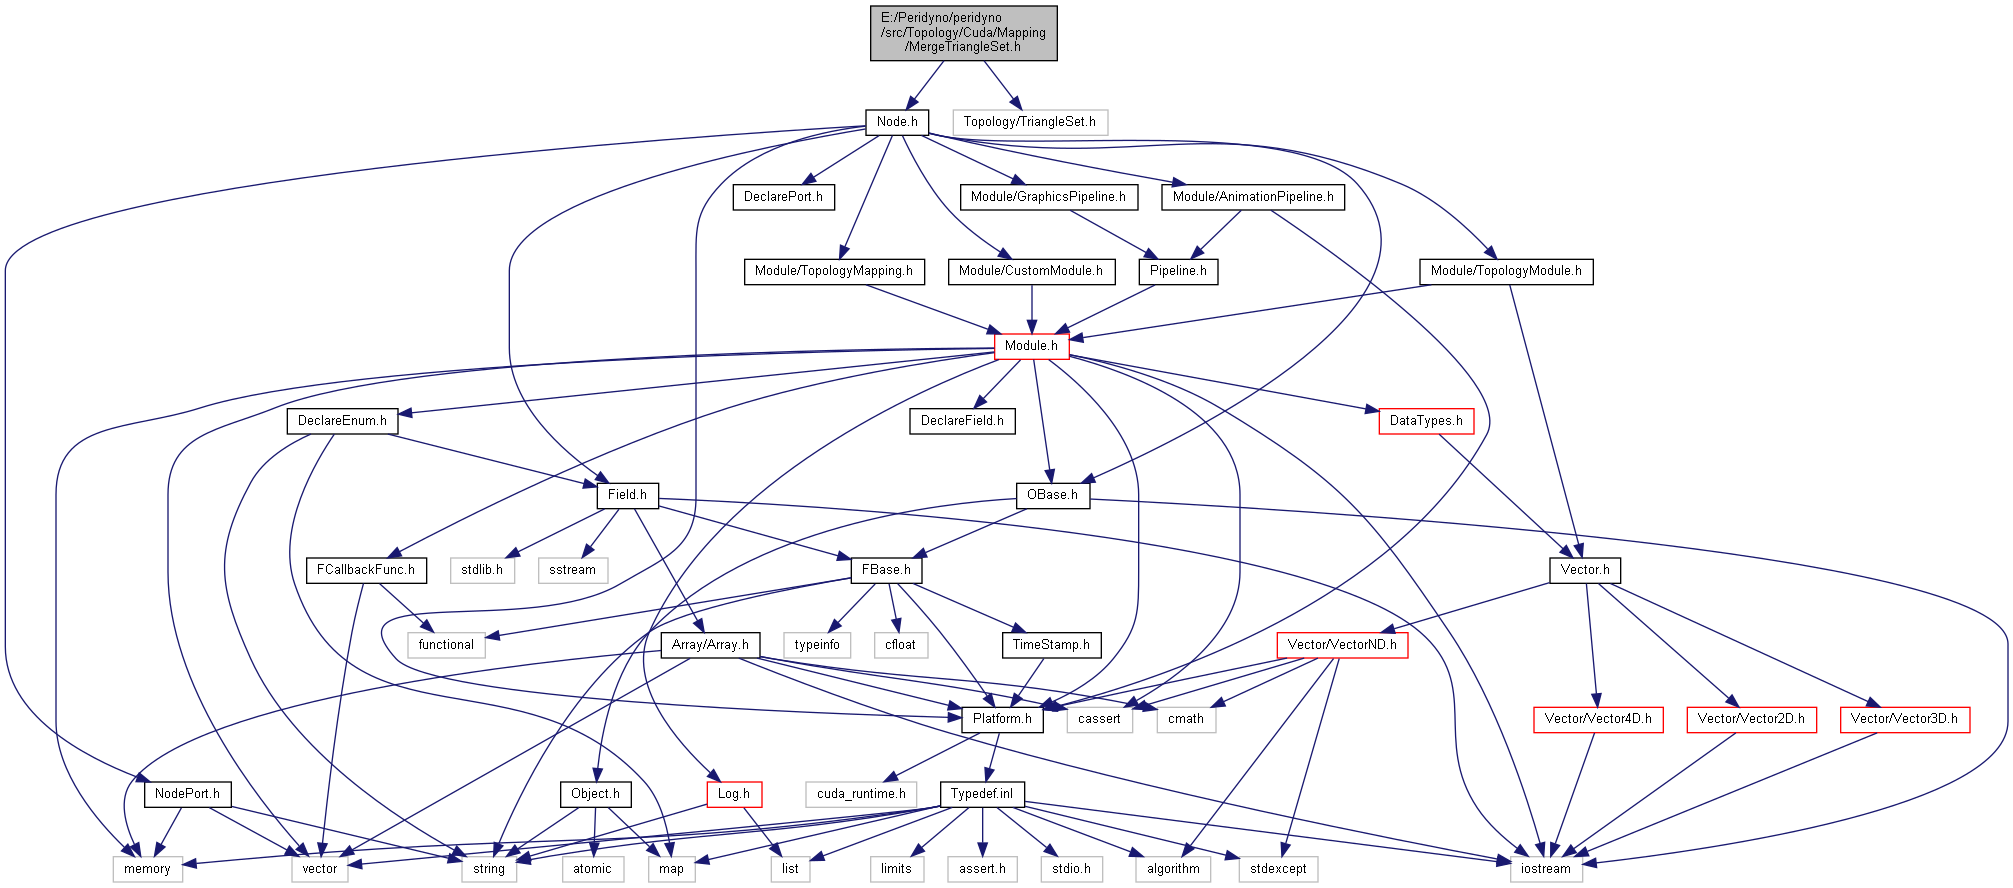 E:/Peridyno/peridyno
/src/Topology/Cuda/Mapping
/MergeTriangleSet.h
Node.h
Topology/TriangleSet.h
DeclarePort.h
Module/GraphicsPipeline.h
Module/AnimationPipeline.h
Module/TopologyMapping.h
Module/CustomModule.h
Pipeline.h
Module/TopologyModule.h
Module.h
DeclareEnum.h
DeclareField.h
DataTypes.h
Field.h
OBase.h
FCallbackFunc.h
stdlib.h
sstream
FBase.h
Vector.h
functional
Array/Array.h
typeinfo
cfloat
TimeStamp.h
Vector/VectorND.h
Platform.h
cassert
cmath
Vector/Vector4D.h
Vector/Vector2D.h
Vector/Vector3D.h
NodePort.h
Object.h
Log.h
cuda_runtime.h
Typedef.inl
memory
vector
string
atomic
map
list
limits
assert.h
stdio.h
algorithm
stdexcept
iostream